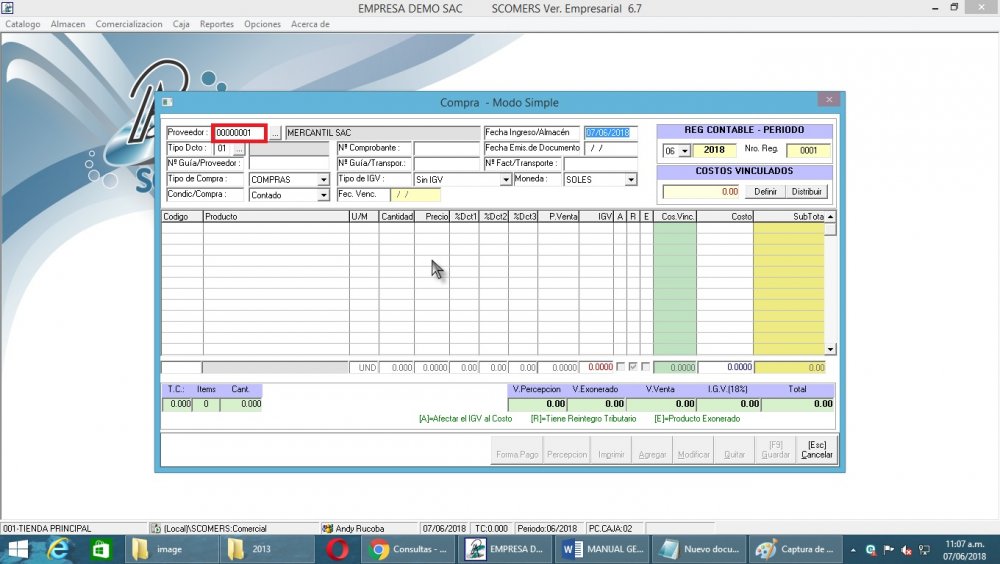 EMPRESA DEMO SAC SCOMERS Ver. Empresarial 6.7
Catalogo Almacen Comercializacion Caja Reportes Opciones Acerca de
Compra - Modo Simple
Proveedor : 00000001 ... MERCANTIL SAC Fecha Ingreso/Almacén 07/06/2018
REG CONTABLE - PERIODO
Tipo Dcto : 01 ... Nº Comprobante : Fecha Emis.de Documento / /
06 2018 Nro. Reg. 0001
Nº Guía/Proveedor : Nº Guía/Transpor.: Nº Fact/Transporte :
COSTOS VINCULADOS
Tipo de Compra : COMPRAS Tipo de IGV : Sin IGV Moneda : SOLES
0.00 Definir Distribuir
Condic/Compra : Contado Fec. Venc. / /
Codigo Producto U/M Cantidad Precio %Dct1 %Dct2 %Dct3 P.Venta IGV A R E Cos.Vinc. Costo SubTota
UND 0.000 0.000 0.00 0.00 0.00 0.0000 0.0000 0.0000 0.0000 0.00
T.C.: Items Cant. V.Percepcion V.Exonerado V.Venta I.G.V.(18%) Total
0.000 0 0.000 0.00 0.00 0.00 0.00 0.00
[A]=Afectar el IGV al Costo [R]=Tiene Reintegro Tributario [E]=Producto Exonerado
Forma Pago Percepcion Imprimir Agregar Modificar Quitar [F9] Guardar [Esc] Cancelar
001-TIENDA PRINCIPAL (Local)\SCOMERS:Comercial Andy Rucoba 07/06/2018 TC:0.000 Periodo:06/2018 PC.CAJA:02
image 2013 Consultas - ... EMPRESA D... MANUAL GE... Nuevo docu... Captura de ... 11:07 a.m.
07/06/2018